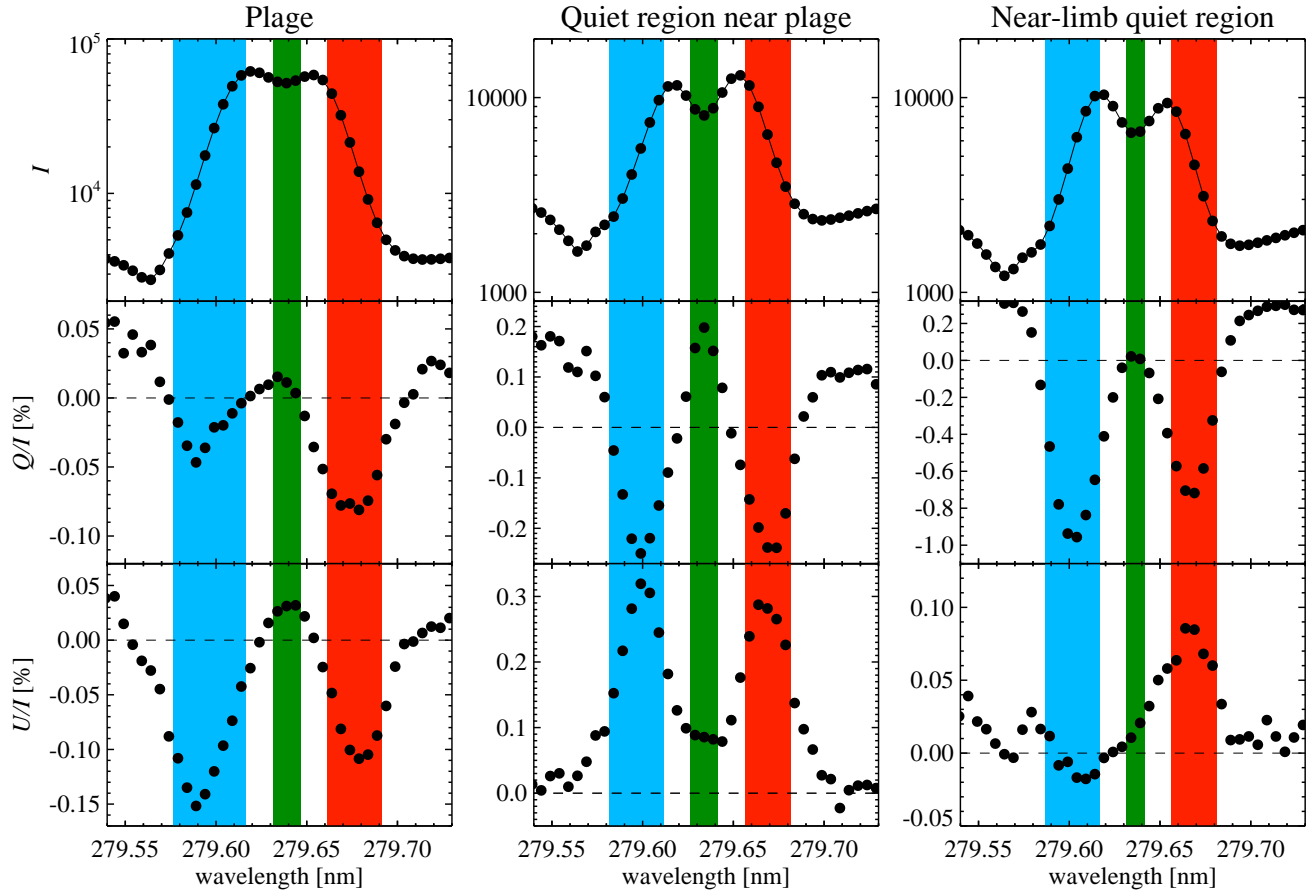 Plage
Quiet region near plage
Near-limb quiet region
10⁵
10⁴
I
10000
1000
10000
1000
0.05
0.00
-0.05
-0.10
Q/I [%]
0.2
0.1
0.0
-0.1
-0.2
0.2
0.0
-0.2
-0.4
-0.6
-0.8
-1.0
0.05
0.00
-0.05
-0.10
-0.15
U/I [%]
0.3
0.2
0.1
0.0
0.10
0.05
0.00
-0.05
279.55 279.60 279.65 279.70
wavelength [nm]
279.55 279.60 279.65 279.70
wavelength [nm]
279.55 279.60 279.65 279.70
wavelength [nm]